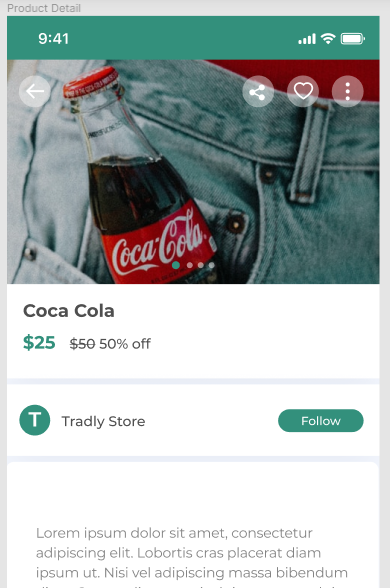 Product Detail
9:41
Coca-Cola
Coca Cola
$25 $50 50% off
T Tradly Store Follow
Lorem ipsum dolor sit amet, consectetur
adipiscing elit. Lobortis cras placerat diam
ipsum ut. Nisi vel adipiscing massa bibendum